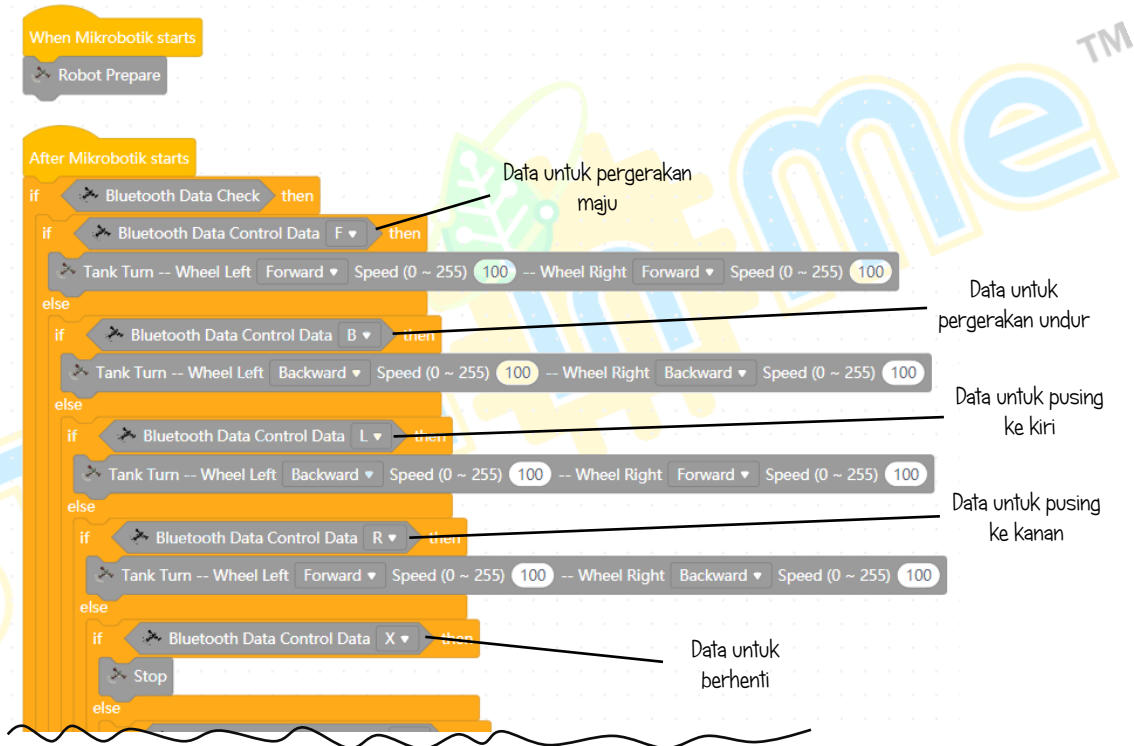 When Mikrobotik starts
Robot Prepare
TM
me
in
After Mikrobotik starts
if Bluetooth Data Check then
Data untuk pergerakan
maju
if Bluetooth Data Control Data F then
Tank Turn -- Wheel Left Forward Speed (0 ~ 255) 100 -- Wheel Right Forward Speed (0 ~ 255) 100
else
Data untuk
pergerakan undur
if Bluetooth Data Control Data B then
Tank Turn -- Wheel Left Backward Speed (0 ~ 255) 100 -- Wheel Right Backward Speed (0 ~ 255) 100
else
Data untuk pusing
ke kiri
if Bluetooth Data Control Data L then
Tank Turn -- Wheel Left Backward Speed (0 ~ 255) 100 -- Wheel Right Forward Speed (0 ~ 255) 100
else
Data untuk pusing
ke kanan
if Bluetooth Data Control Data R then
Tank Turn -- Wheel Left Forward Speed (0 ~ 255) 100 -- Wheel Right Backward Speed (0 ~ 255) 100
else
if Bluetooth Data Control Data X then
Data untuk
berhenti
Stop
else